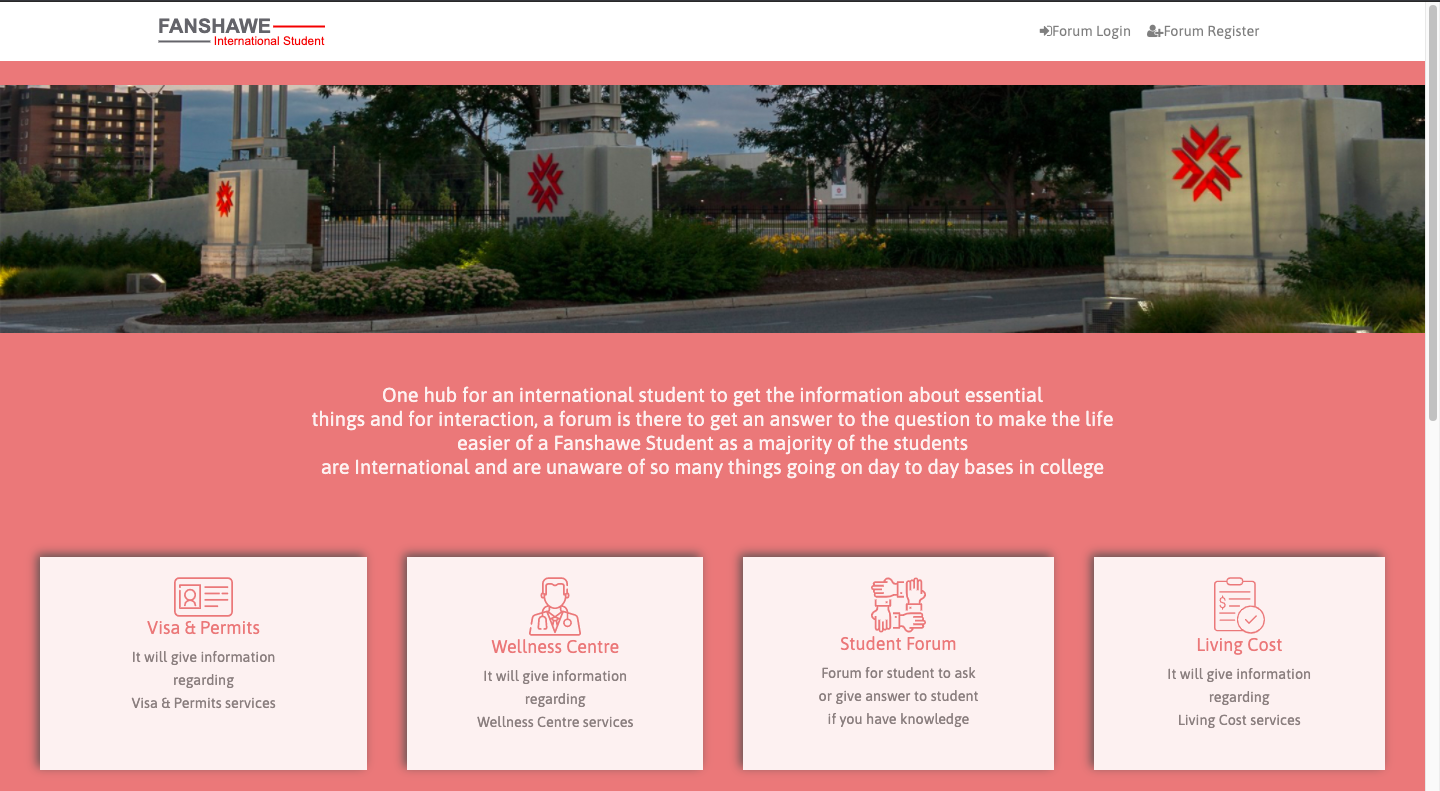 FANSHAWE
International Student
Forum Login Forum Register
FANSHAWE
One hub for an international student to get the information about essential
things and for interaction, a forum is there to get an answer to the question to make the life
easier of a Fanshawe Student as a majority of the students
are International and are unaware of so many things going on day to day bases in college
Visa & Permits
It will give information
regarding
Visa & Permits services
Wellness Centre
It will give information
regarding
Wellness Centre services
Student Forum
Forum for student to ask
or give answer to student
if you have knowledge
$
Living Cost
It will give information
regarding
Living Cost services